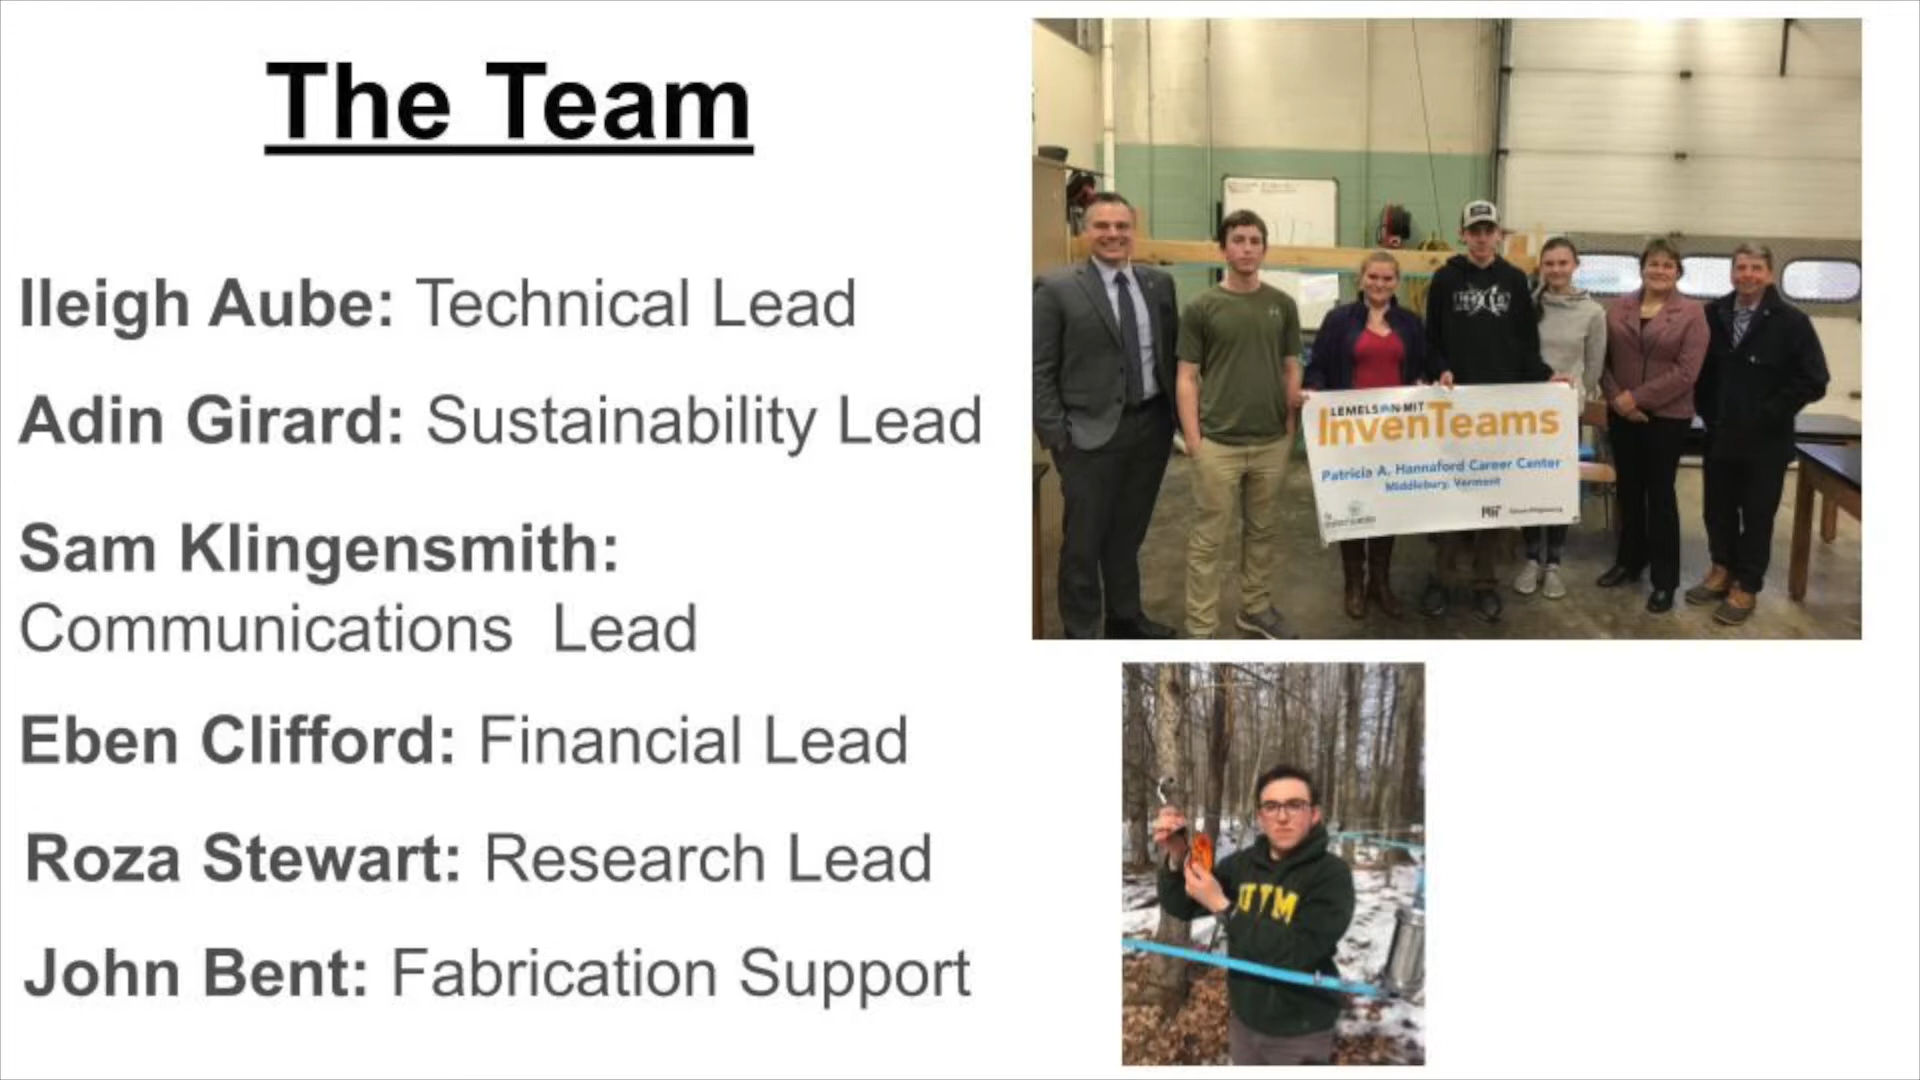 The Team
Ileigh Aube: Technical Lead
Adin Girard: Sustainability Lead
Sam Klingensmith:
Communications Lead
Eben Clifford: Financial Lead
Roza Stewart: Research Lead
John Bent: Fabrication Support
LEMELSON-MIT
InvenTeams
Patricia A. Hannaford Career Center
Middlebury, Vermont
MIT